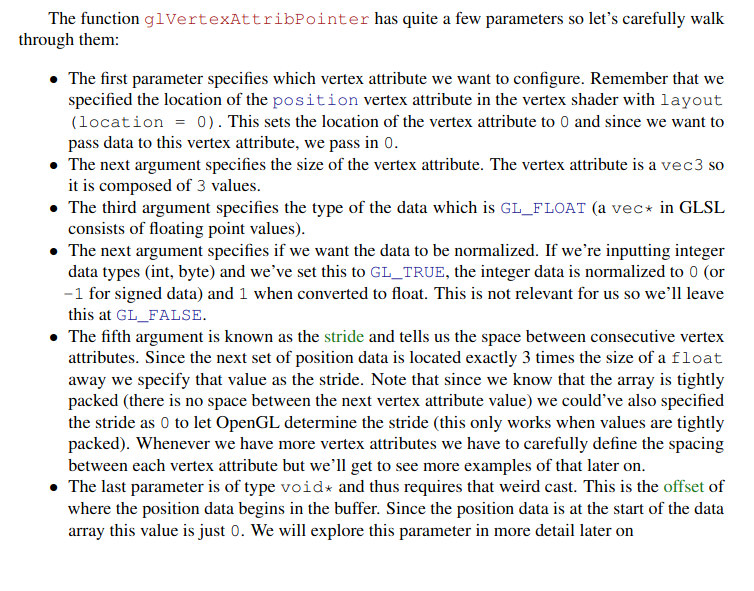 The function glVertexAttribPointer has quite a few parameters so let's carefully walk
through them:
• The first parameter specifies which vertex attribute we want to configure. Remember that we
specified the location of the position vertex attribute in the vertex shader with layout
(location = 0). This sets the location of the vertex attribute to 0 and since we want to
pass data to this vertex attribute, we pass in 0.
• The next argument specifies the size of the vertex attribute. The vertex attribute is a vec3 so
it is composed of 3 values.
• The third argument specifies the type of the data which is GL_FLOAT (a vec* in GLSL
consists of floating point values).
• The next argument specifies if we want the data to be normalized. If we're inputting integer
data types (int, byte) and we've set this to GL_TRUE, the integer data is normalized to 0 (or
-1 for signed data) and 1 when converted to float. This is not relevant for us so we'll leave
this at GL_FALSE.
• The fifth argument is known as the stride and tells us the space between consecutive vertex
attributes. Since the next set of position data is located exactly 3 times the size of a float
away we specify that value as the stride. Note that since we know that the array is tightly
packed (there is no space between the next vertex attribute value) we could've also specified
the stride as 0 to let OpenGL determine the stride (this only works when values are tightly
packed). Whenever we have more vertex attributes we have to carefully define the spacing
between each vertex attribute but we'll get to see more examples of that later on.
• The last parameter is of type void* and thus requires that weird cast. This is the offset of
where the position data begins in the buffer. Since the position data is at the start of the data
array this value is just 0. We will explore this parameter in more detail later on